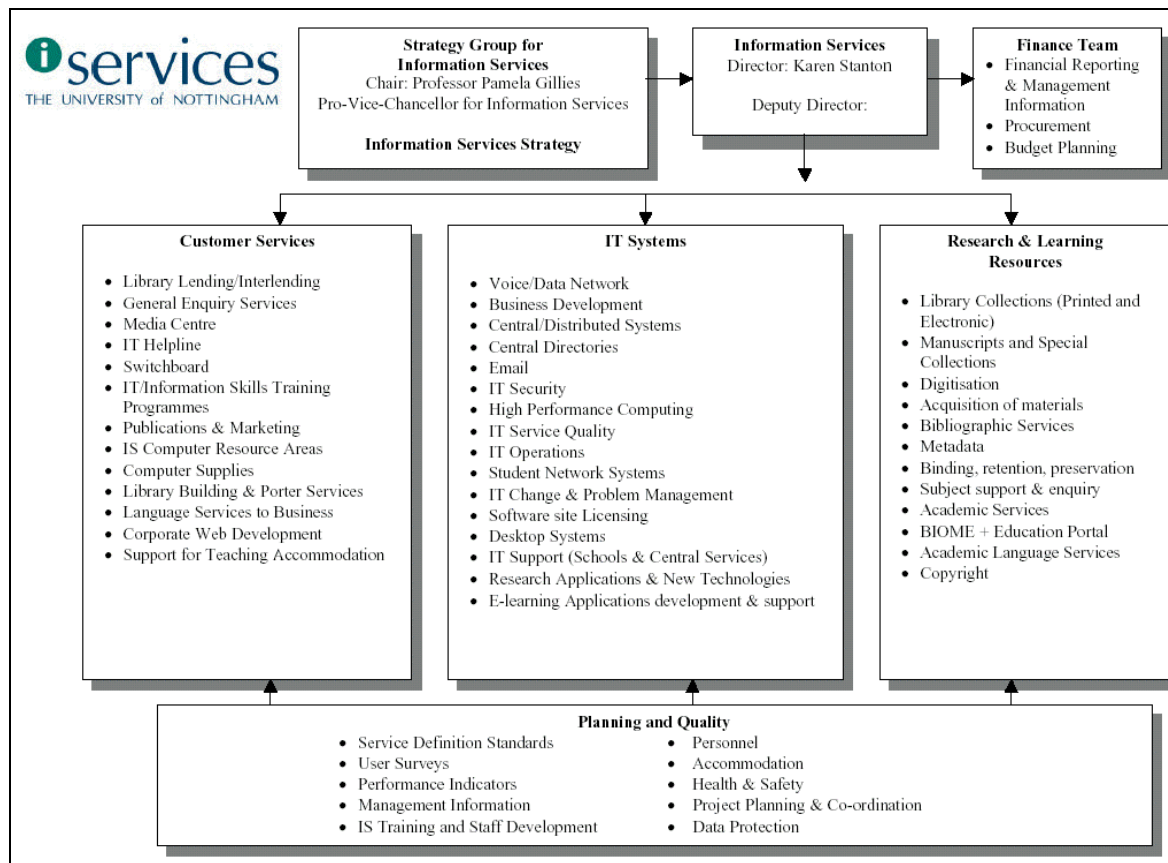 i services
THE UNIVERSITY of NOTTINGHAM
Strategy Group for
Information Services
Chair: Professor Pamela Gillies
Pro-Vice-Chancellor for Information Services
Information Services Strategy
Information Services
Director: Karen Stanton
Deputy Director:
Finance Team
• Financial Reporting
& Management
Information
• Procurement
• Budget Planning
Customer Services
• Library Lending/Interlending
• General Enquiry Services
• Media Centre
• IT Helpline
• Switchboard
• IT/Information Skills Training
Programmes
• Publications & Marketing
• IS Computer Resource Areas
• Computer Supplies
• Library Building & Porter Services
• Language Services to Business
• Corporate Web Development
• Support for Teaching Accommodation
IT Systems
• Voice/Data Network
• Business Development
• Central/Distributed Systems
• Central Directories
• Email
• IT Security
• High Performance Computing
• IT Service Quality
• IT Operations
• Student Network Systems
• IT Change & Problem Management
• Software site Licensing
• Desktop Systems
• IT Support (Schools & Central Services)
• Research Applications & New Technologies
• E-learning Applications development & support
Research & Learning
Resources
• Library Collections (Printed and
Electronic)
• Manuscripts and Special
Collections
• Digitisation
• Acquisition of materials
• Bibliographic Services
• Metadata
• Binding, retention, preservation
• Subject support & enquiry
• Academic Services
• BIOME + Education Portal
• Academic Language Services
• Copyright
Planning and Quality
• Service Definition Standards
• User Surveys
• Performance Indicators
• Management Information
• IS Training and Staff Development
• Personnel
• Accommodation
• Health & Safety
• Project Planning & Co-ordination
• Data Protection